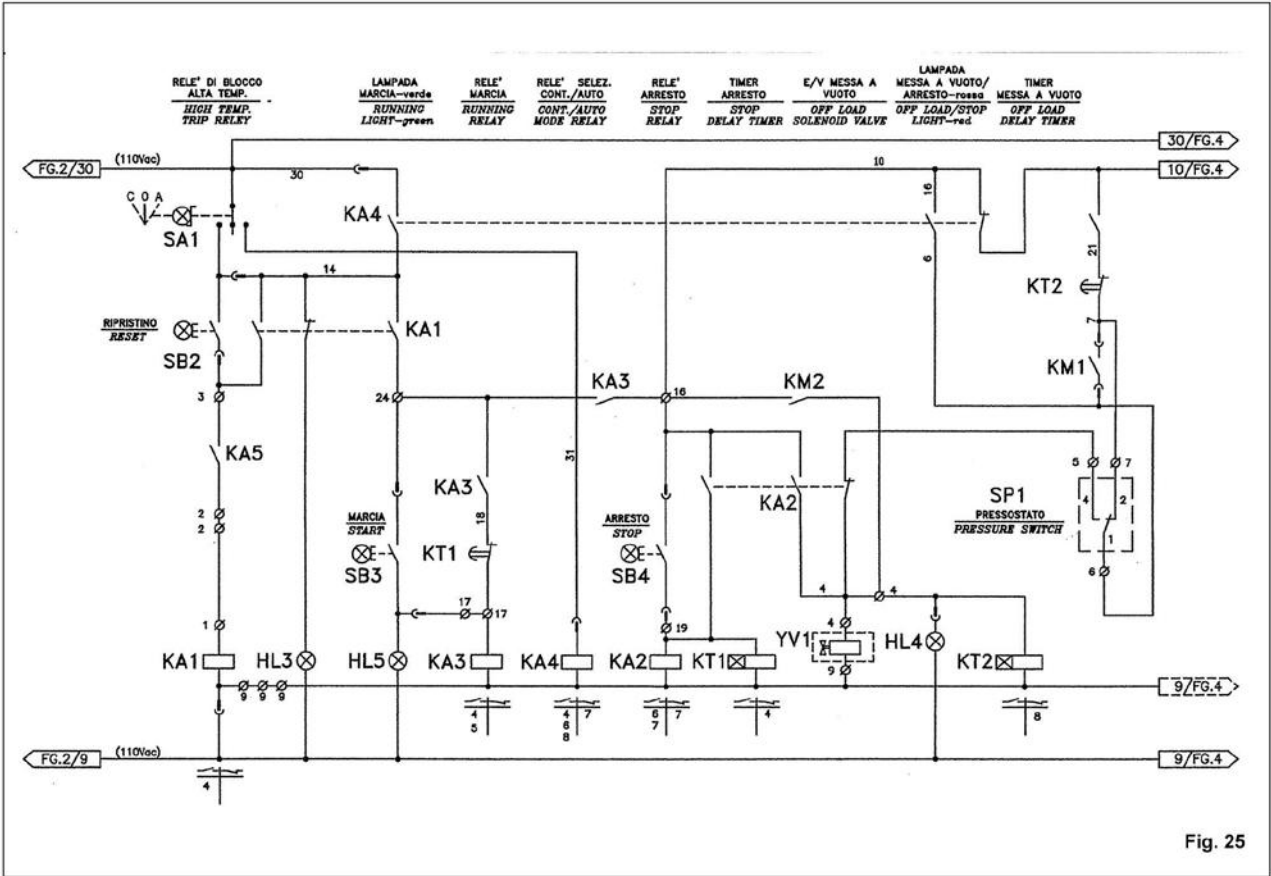 RELE' DI BLOCCO
ALTA TEMP.
HIGH TEMP.
TRIP RELEY
LAMPADA
MARCIA-verde
RUNNING
LIGHT-green
RELE'
MARCIA
RUNNING
RELAY
RELE' SELEZ.
CONT./AUTO
CONT./AUTO
MODE RELAY
RELE'
ARRESTO
STOP
RELAY
TIMER
ARRESTO
STOP
DELAY TIMER
E/V MESSA A
VUOTO
OFF LOAD
SOLENOID VALVE
LAMPADA
MESSA A VUOTO/
ARRESTO-rossa
OFF LOAD/STOP
LIGHT-red
TIMER
MESSA A VUOTO
OFF LOAD
DELAY TIMER
30/FG.4
FG.2/30
(110Vac)
30
10
10/FG.4
C O A
SA1
KA4
16
6
21
14
KT2
RIPRISTINO
RESET
SB2
KA1
7
KM1
3
24
KA3
16
KM2
KA5
31
KA3
KA2
5
7
18
SP1
PRESSOSTATO
PRESSURE SWITCH
4
2
1
2
2
MARCIA
START
SB3
KT1
ARRESTO
STOP
SB4
6
4
4
17
17
1
19
4
KA1
HL3
HL5
KA3
KA4
KA2
KT1
YV1
HL4
KT2
9
9
9
9
9/FG.4
4
5
4
6
8
7
6
7
7
4
8
FG.2/9
(110Vac)
9/FG.4
4
Fig. 25